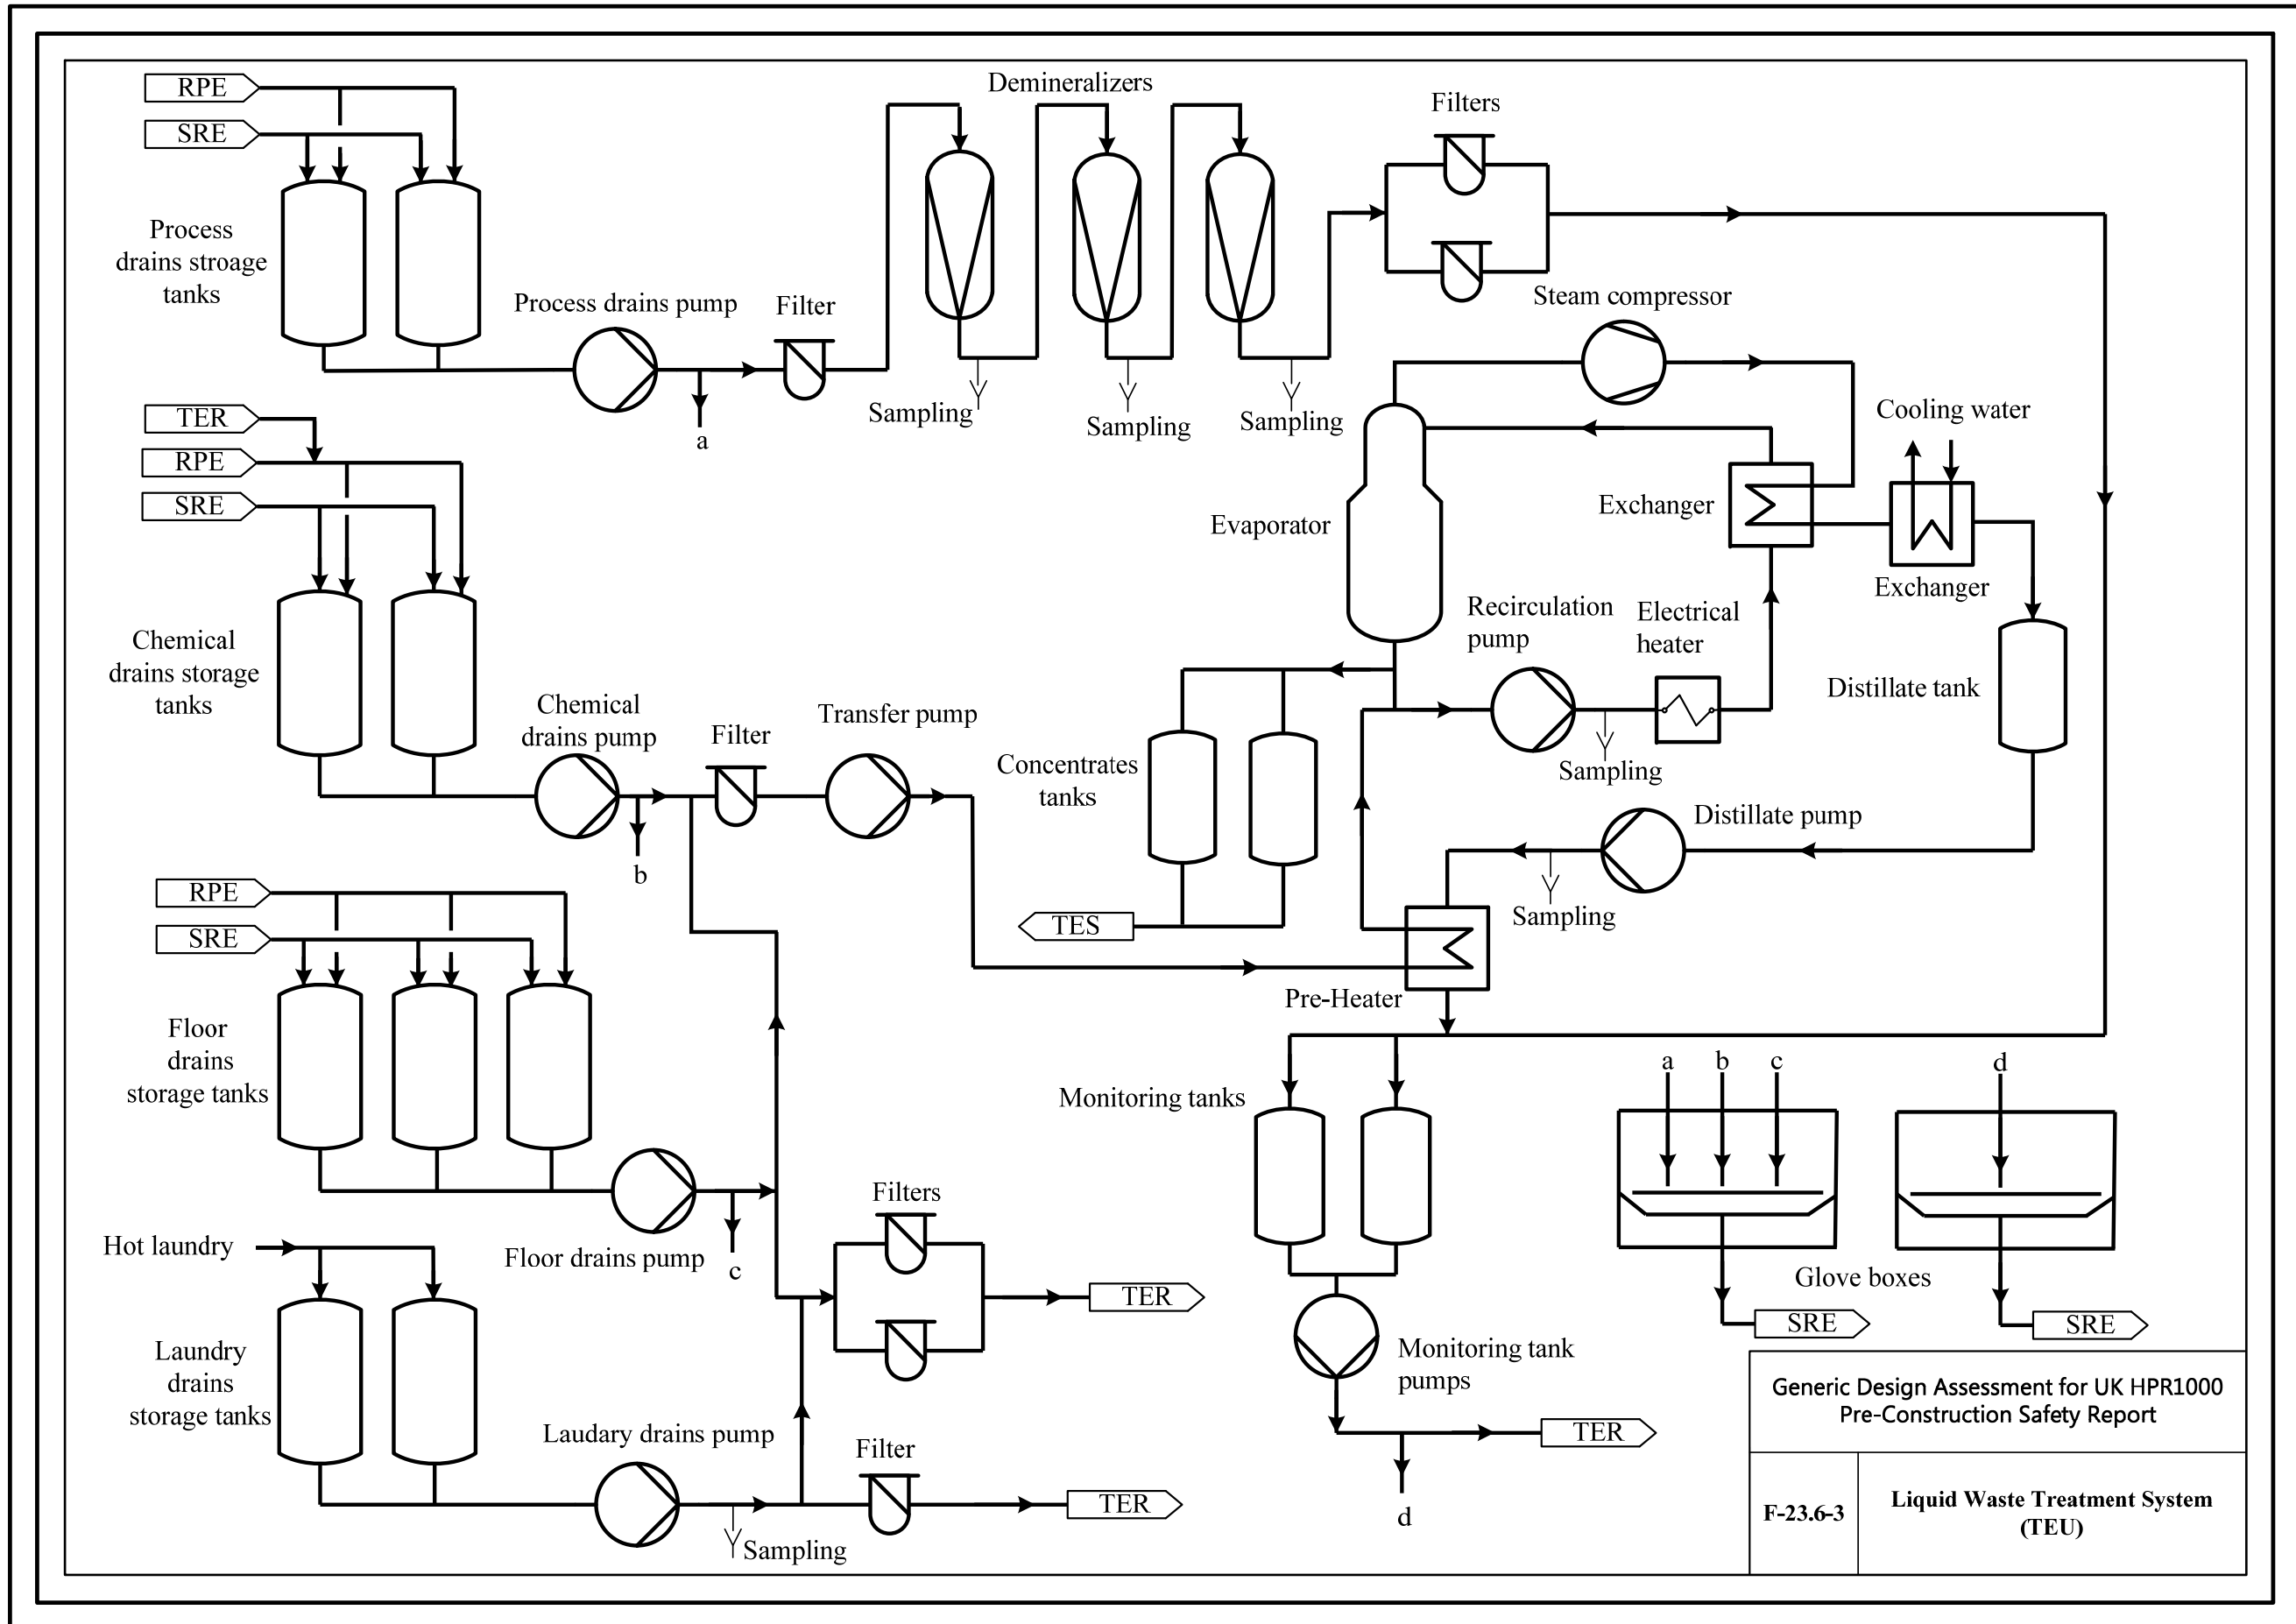 RPE
SRE
Process
drains stroage
tanks
Process drains pump
Filter
a
Demineralizers
Sampling
Sampling
Sampling
Filters
Steam compressor
Cooling water
Exchanger
Exchanger
Evaporator
TER
RPE
SRE
Chemical
drains storage
tanks
Chemical
drains pump
b
Filter
Transfer pump
Recirculation
pump
Electrical
heater
Sampling
Distillate tank
Concentrates
tanks
TES
Distillate pump
Sampling
Pre-Heater
RPE
SRE
Floor
drains
storage tanks
Floor drains pump
c
Filters
TER
Hot laundry
Laundry
drains
storage tanks
Laudary drains pump
Sampling
Filter
TER
Monitoring tanks
Monitoring tank
pumps
TER
d
a
b
c
d
Glove boxes
SRE
SRE
Generic Design Assessment for UK HPR1000
Pre-Construction Safety Report
F-23.6-3
Liquid Waste Treatment System
(TEU)